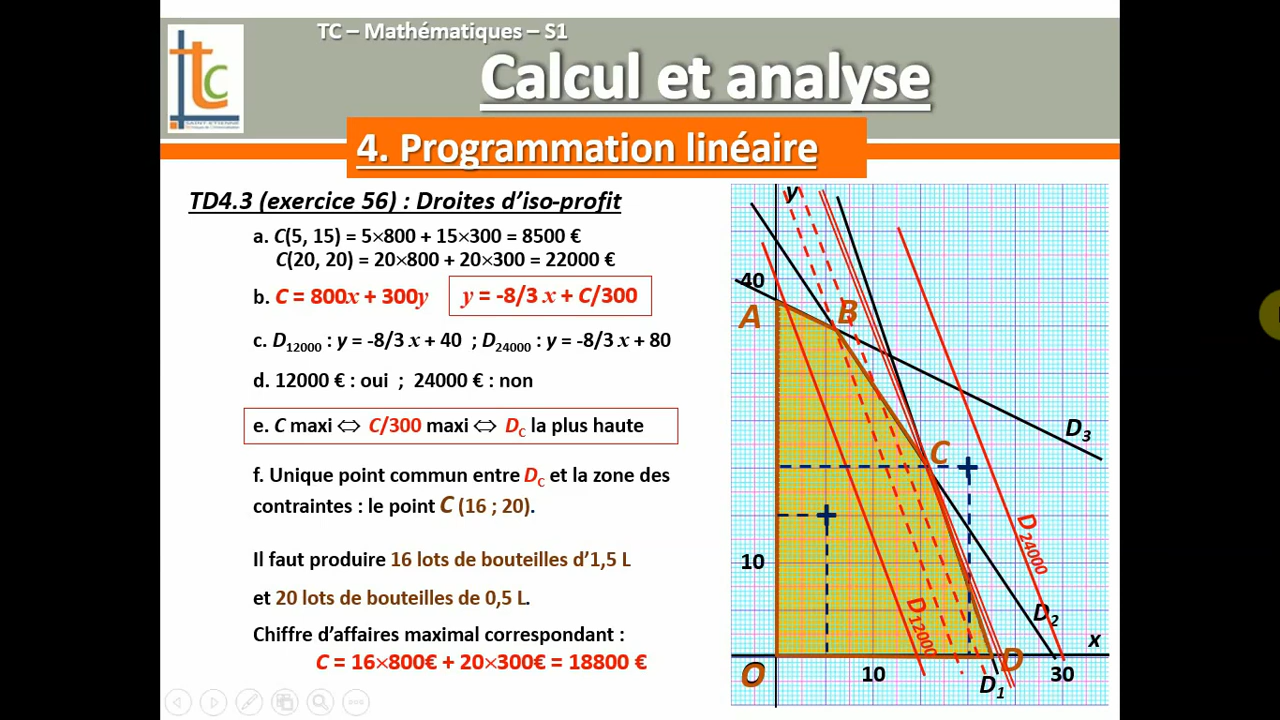 TC – Mathématiques – S1
Calcul et analyse
tc
SAINT-ETIENNE
4. Programmation linéaire
TD4.3 (exercice 56) : Droites d’iso-profit
a. C(5, 15) = 5×800 + 15×300 = 8500 €
C(20, 20) = 20×800 + 20×300 = 22000 €
b. C = 800x + 300y
y = -8/3 x + C/300
c. D12000 : y = -8/3 x + 40 ; D24000 : y = -8/3 x + 80
d. 12000 € : oui ; 24000 € : non
e. C maxi ⇔ C/300 maxi ⇔ DC la plus haute
f. Unique point commun entre DC et la zone des
contraintes : le point C (16 ; 20).
Il faut produire 16 lots de bouteilles d’1,5 L
et 20 lots de bouteilles de 0,5 L.
Chiffre d’affaires maximal correspondant :
C = 16×800€ + 20×300€ = 18800 €
y
40
A
B
D3
C
D24000
10
D12000
D2
x
O
10
D
30
D1